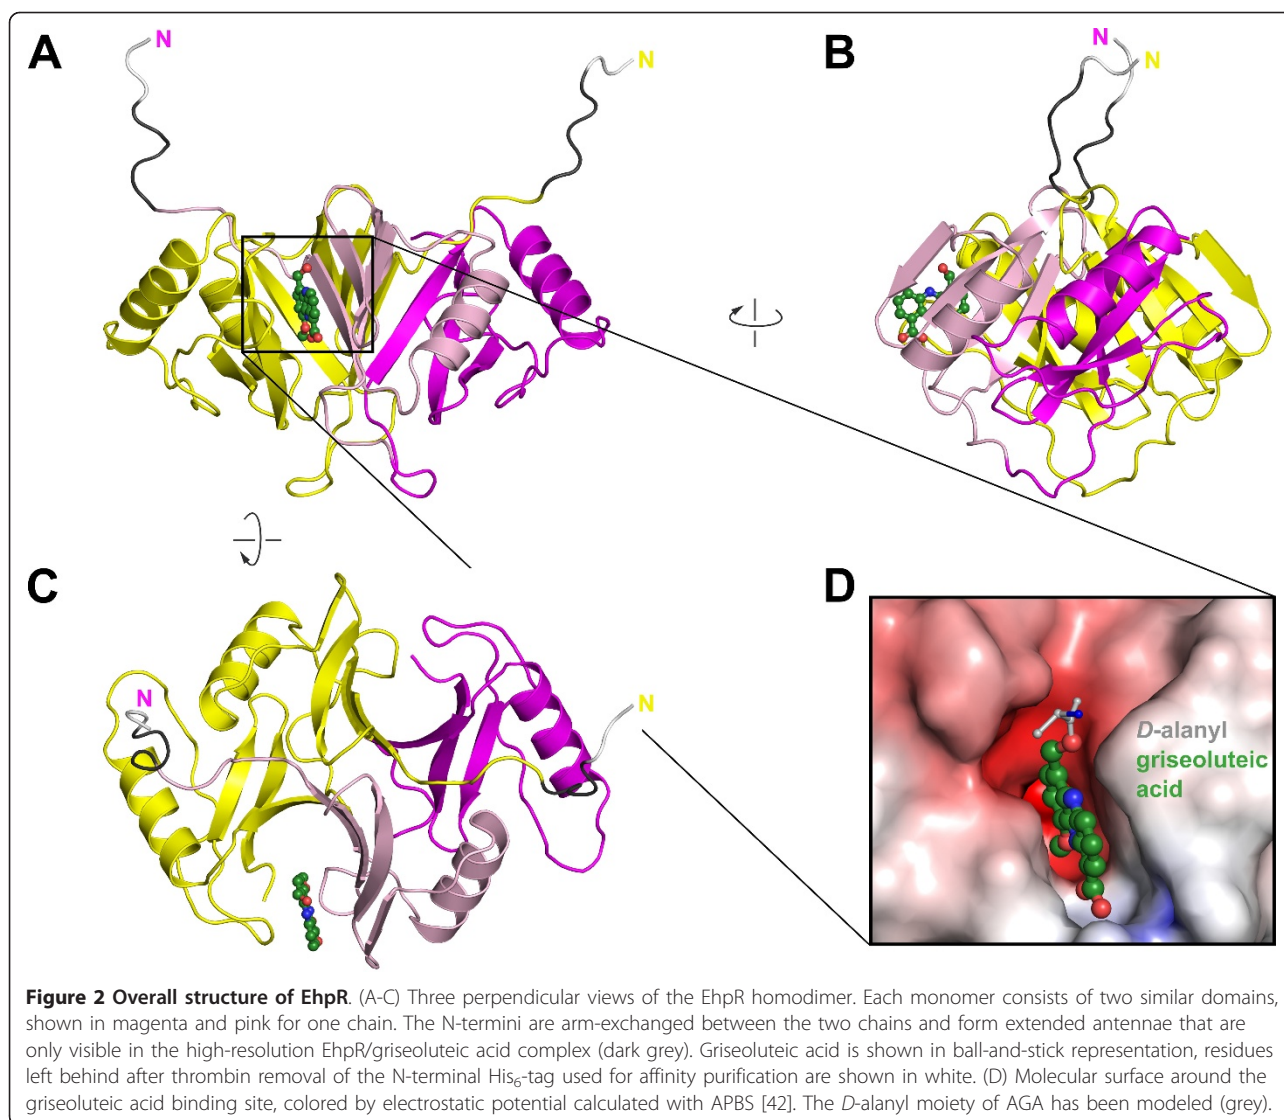 A
N
N
B
N
N
C
N
N
D
D-alanyl
griseoluteic
acid
Figure 2 Overall structure of EhpR. (A-C) Three perpendicular views of the EhpR homodimer. Each monomer consists of two similar domains,
shown in magenta and pink for one chain. The N-termini are arm-exchanged between the two chains and form extended antennae that are
only visible in the high-resolution EhpR/griseoluteic acid complex (dark grey). Griseoluteic acid is shown in ball-and-stick representation, residues
left behind after thrombin removal of the N-terminal His₆-tag used for affinity purification are shown in white. (D) Molecular surface around the
griseoluteic acid binding site, colored by electrostatic potential calculated with APBS [42]. The D-alanyl moiety of AGA has been modeled (grey).